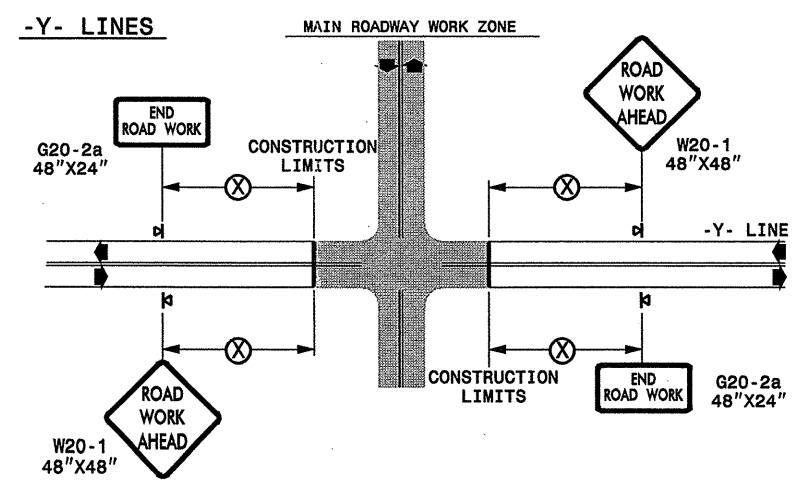 -Y- LINES
MAIN ROADWAY WORK ZONE
END
ROAD WORK
G20-2a
48"X24"
CONSTRUCTION
LIMITS
X
X
ROAD
WORK
AHEAD
W20-1
48"X48"
-Y- LINE
X
X
ROAD
WORK
AHEAD
W20-1
48"X48"
CONSTRUCTION
LIMITS
END
ROAD WORK
G20-2a
48"X24"